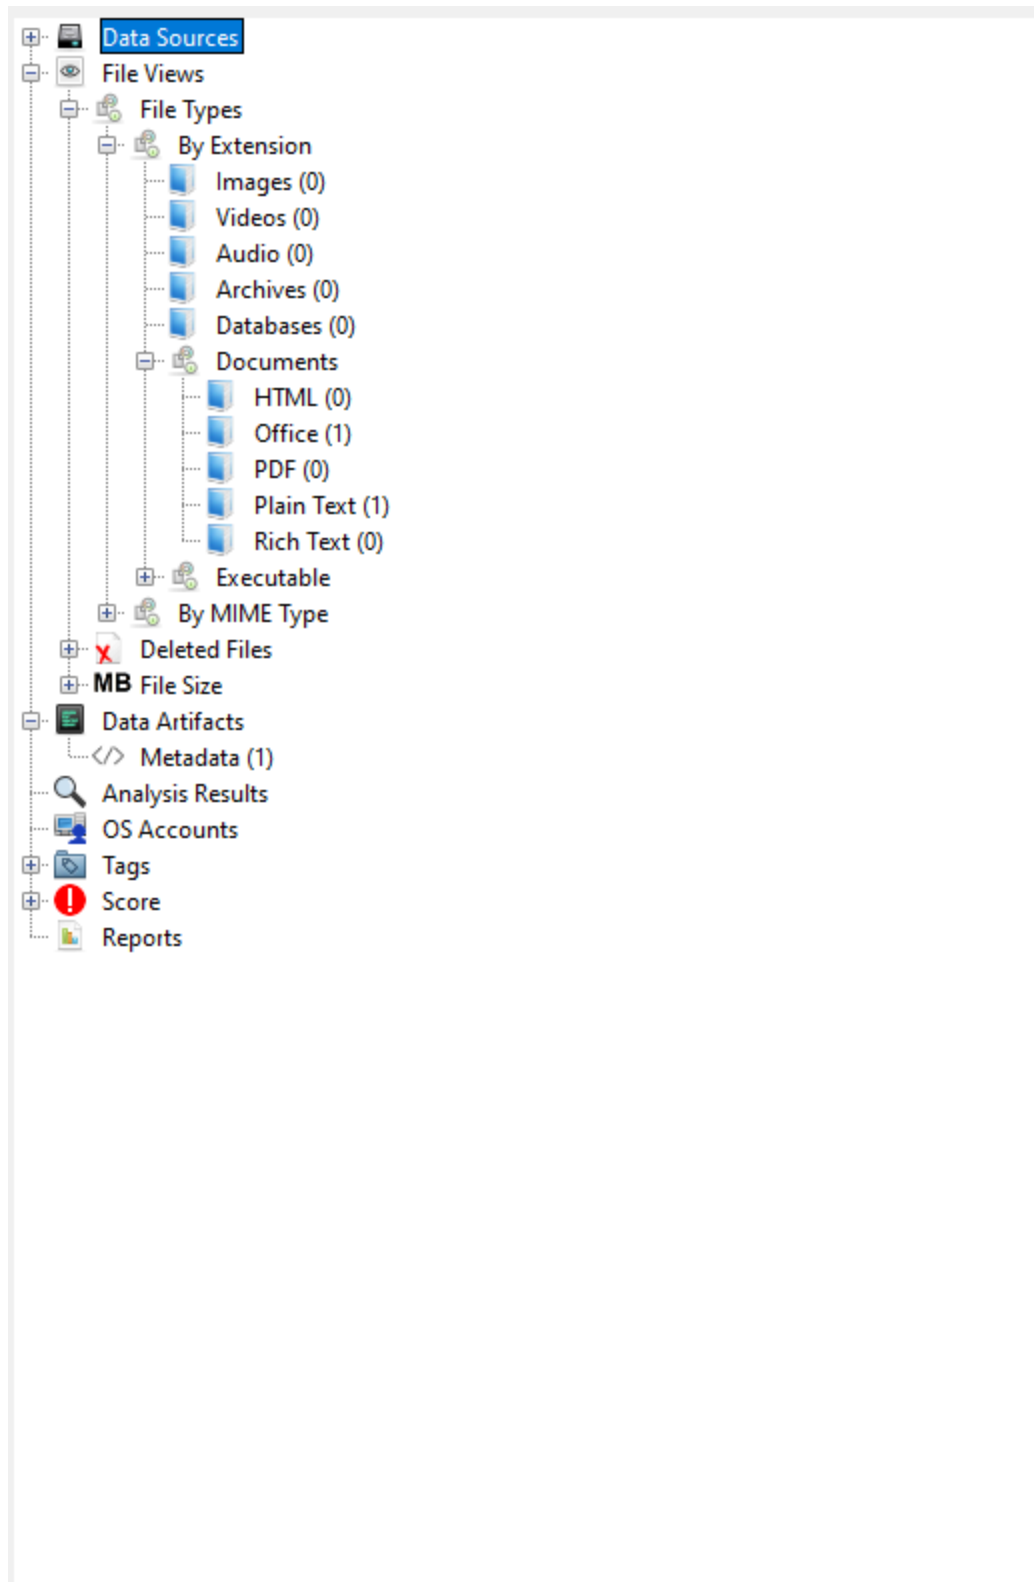 Data Sources
File Views
File Types
By Extension
Images (0)
Videos (0)
Audio (0)
Archives (0)
Databases (0)
Documents
HTML (0)
Office (1)
PDF (0)
Plain Text (1)
Rich Text (0)
Executable
By MIME Type
Deleted Files
MB File Size
Data Artifacts
Metadata (1)
Analysis Results
OS Accounts
Tags
Score
Reports